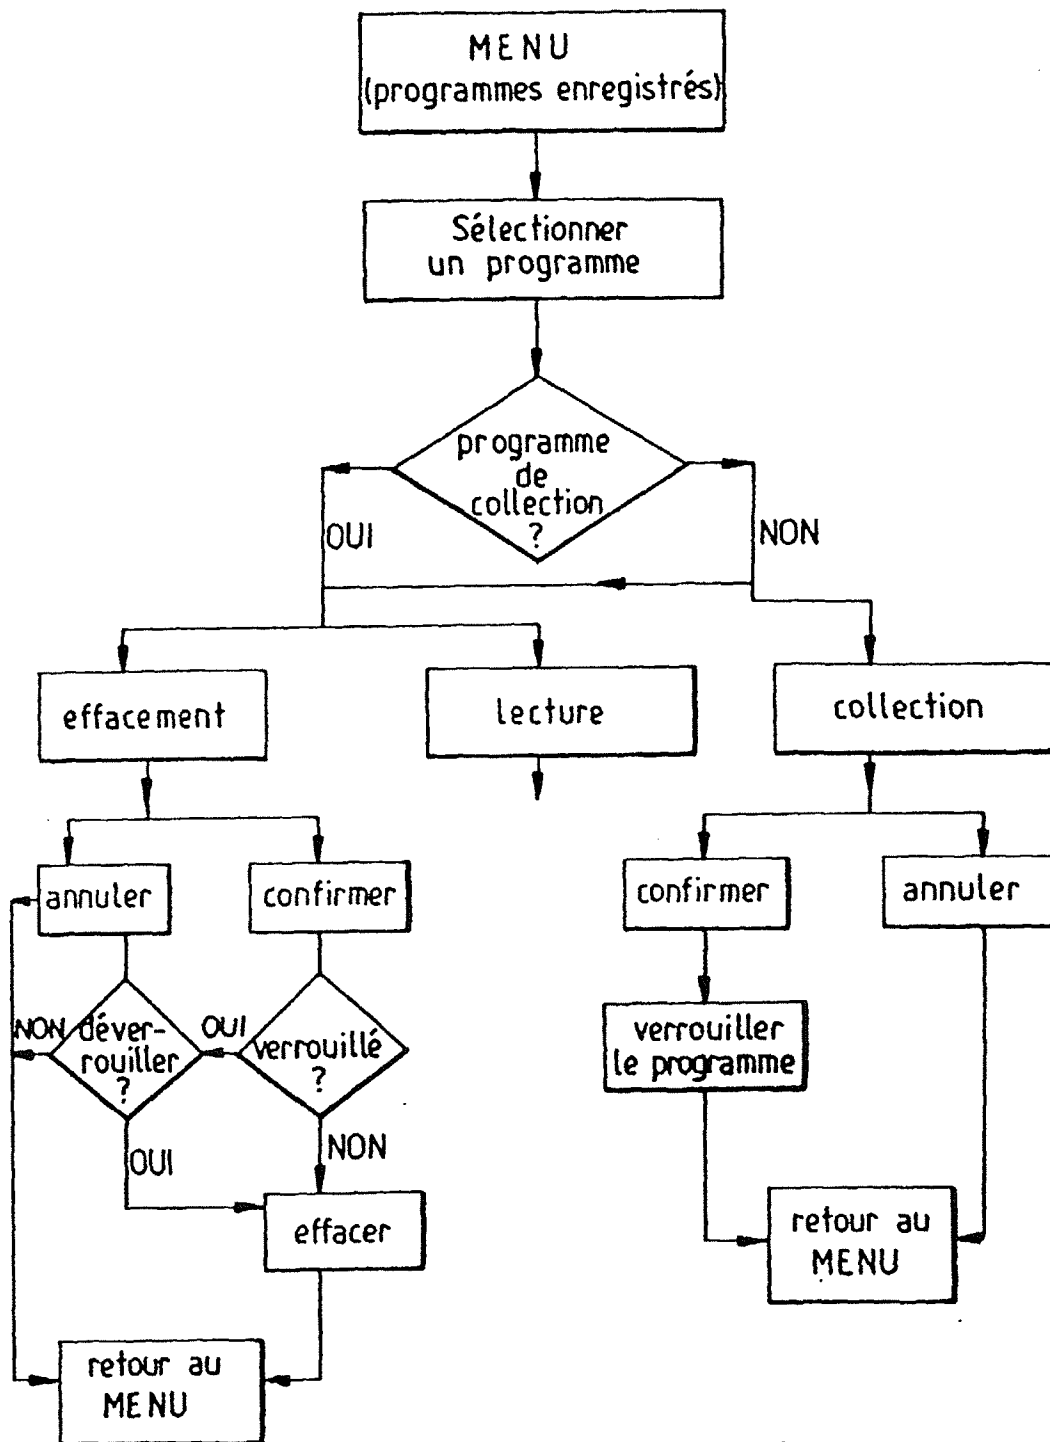 MENU
(programmes enregistrés)
Sélectionner
un programme
programme
de
collection
?
OUI
NON
effacement
lecture
collection
annuler
confirmer
confirmer
annuler
NON
déver-
rouiller
?
OUI
verrouillé
?
verrouiller
le programme
OUI
NON
effacer
retour au
MENU
retour au
MENU